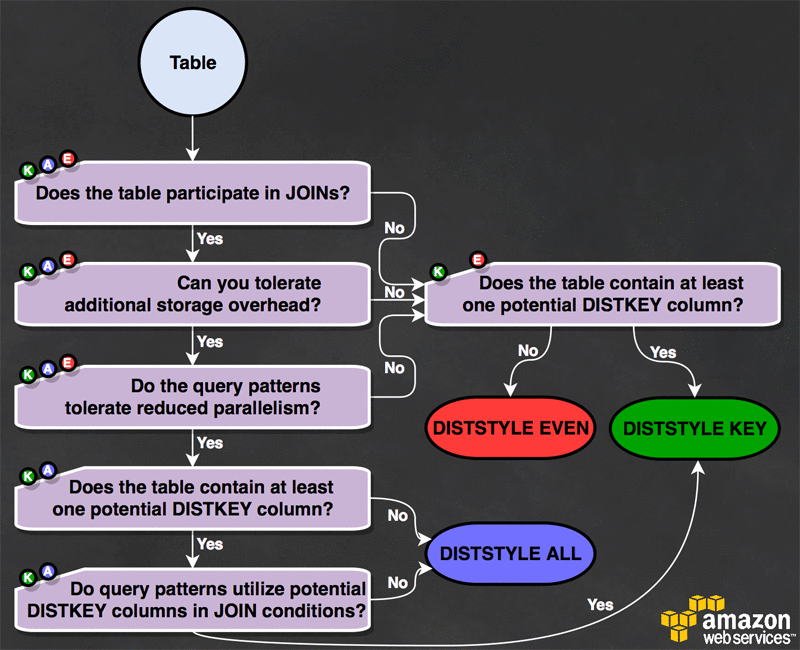 Table
K A E
Does the table participate in JOINs?
No
Yes
K A E
Can you tolerate
additional storage overhead?
No
K E
Does the table contain at least
one potential DISTKEY column?
Yes
No
Yes
K A E
Do the query patterns
tolerate reduced parallelism?
No
DISTSTYLE EVEN
DISTSTYLE KEY
Yes
K A
Does the table contain at least
one potential DISTKEY column?
No
Yes
DISTSTYLE ALL
K A
Do query patterns utilize potential
DISTKEY columns in JOIN conditions?
No
Yes
amazon
web services™